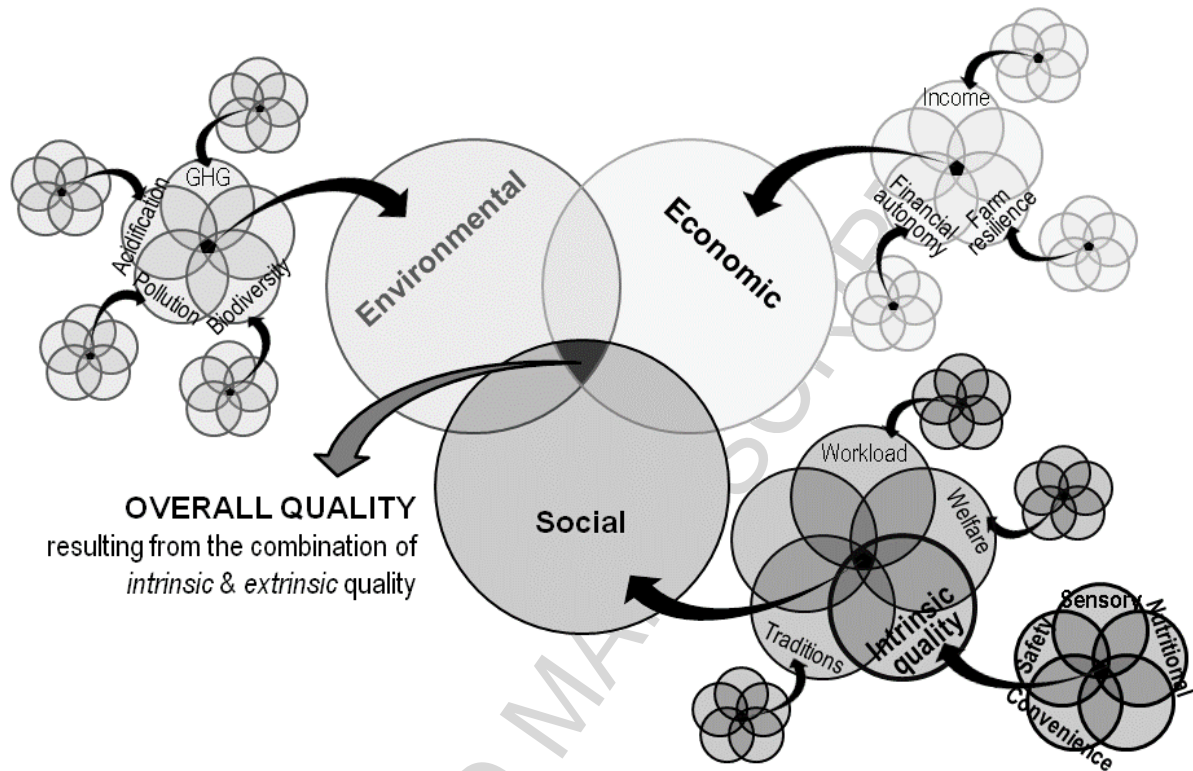 GHG
Acidification
Pollution
Biodiversity
Environmental
Economic
Income
Financial
autonomy
Farm
resilience
OVERALL QUALITY
resulting from the combination of
intrinsic & extrinsic quality
Social
Workload
Welfare
Traditions
Intrinsic
quality
Sensory
Safety
Nutritional
Convenience